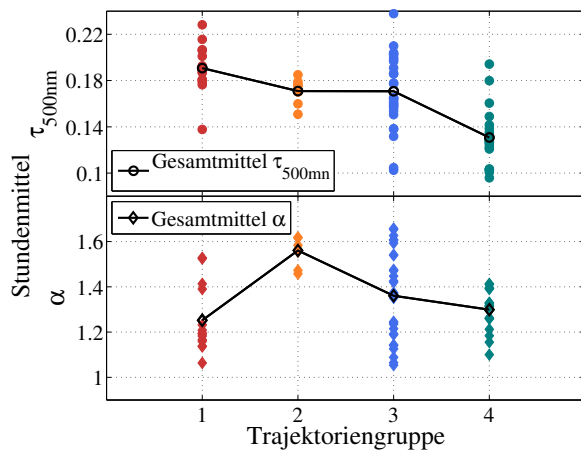 0.22
0.18
0.14
0.1
Gesamtmittel τ500mn
Stundenmittel
α τ500nm
Gesamtmittel α
1.6
1.4
1.2
1
1 2 3 4
Trajektoriengruppe